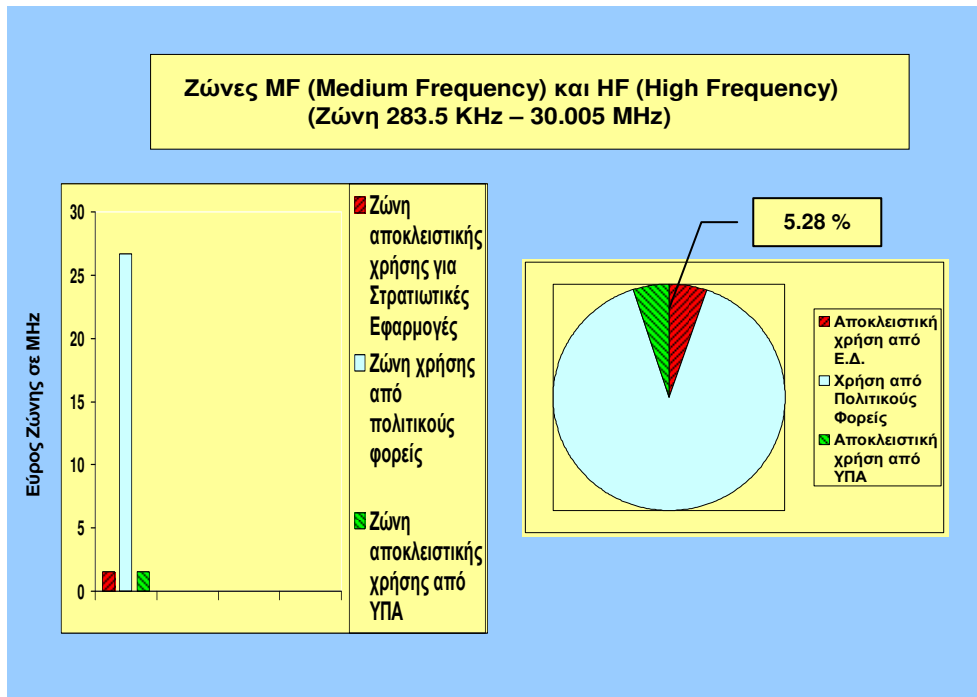 Ζώνες MF (Medium Frequency) και HF (High Frequency)
(Ζώνη 283.5 KHz – 30.005 MHz)
Εύρος Ζώνης σε MHz
30
25
20
15
10
5
0
Ζώνη
αποκλειστικής
χρήσης για
Στρατιωτικές
Εφαρμογές
Ζώνη χρήσης
από
πολιτικούς
φορείς
Ζώνη
αποκλειστικής
χρήσης από
ΥΠΑ
5.28 %
Αποκλειστική
χρήση από
Ε.Δ.
Χρήση από
Πολιτικούς
Φορείς
Αποκλειστική
χρήση από
ΥΠΑ